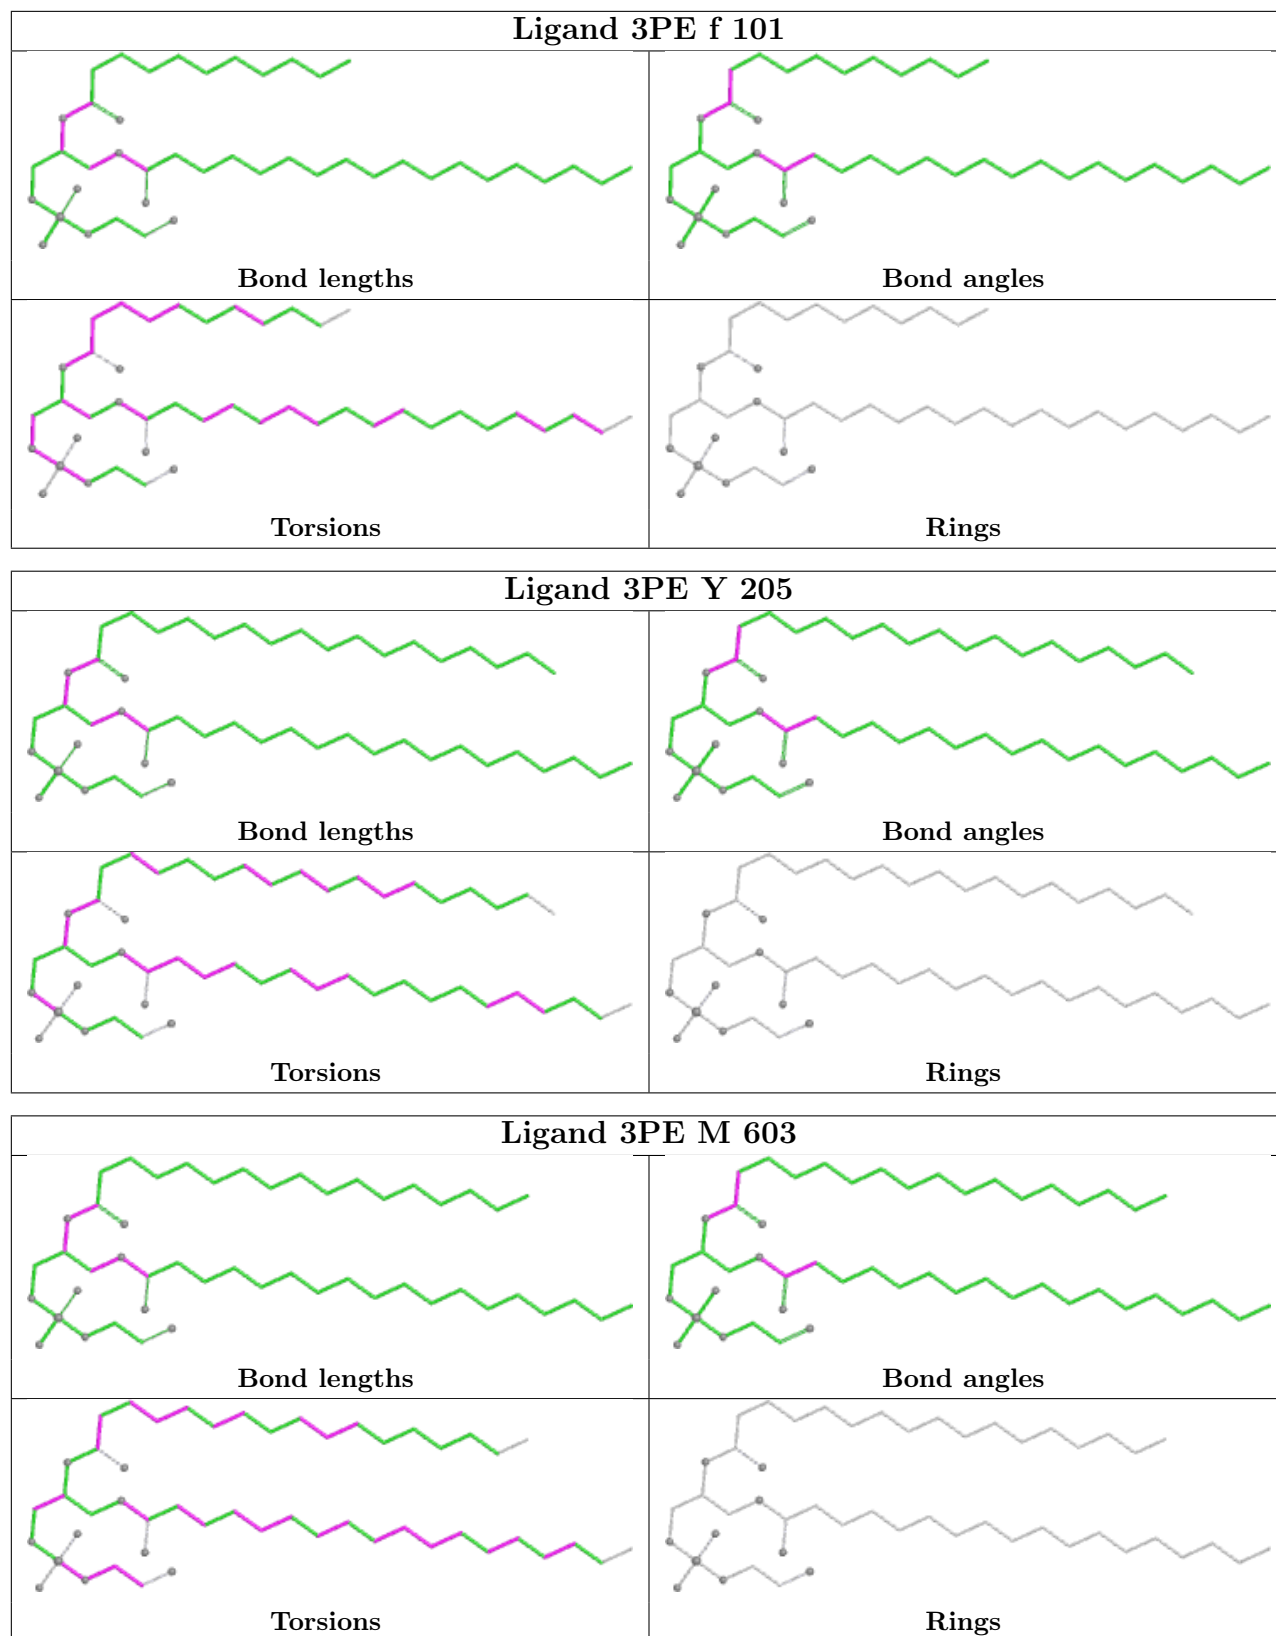 Ligand 3PE f 101
Bond lengths
Bond angles
Torsions
Rings
Ligand 3PE Y 205
Bond lengths
Bond angles
Torsions
Rings
Ligand 3PE M 603
Bond lengths
Bond angles
Torsions
Rings